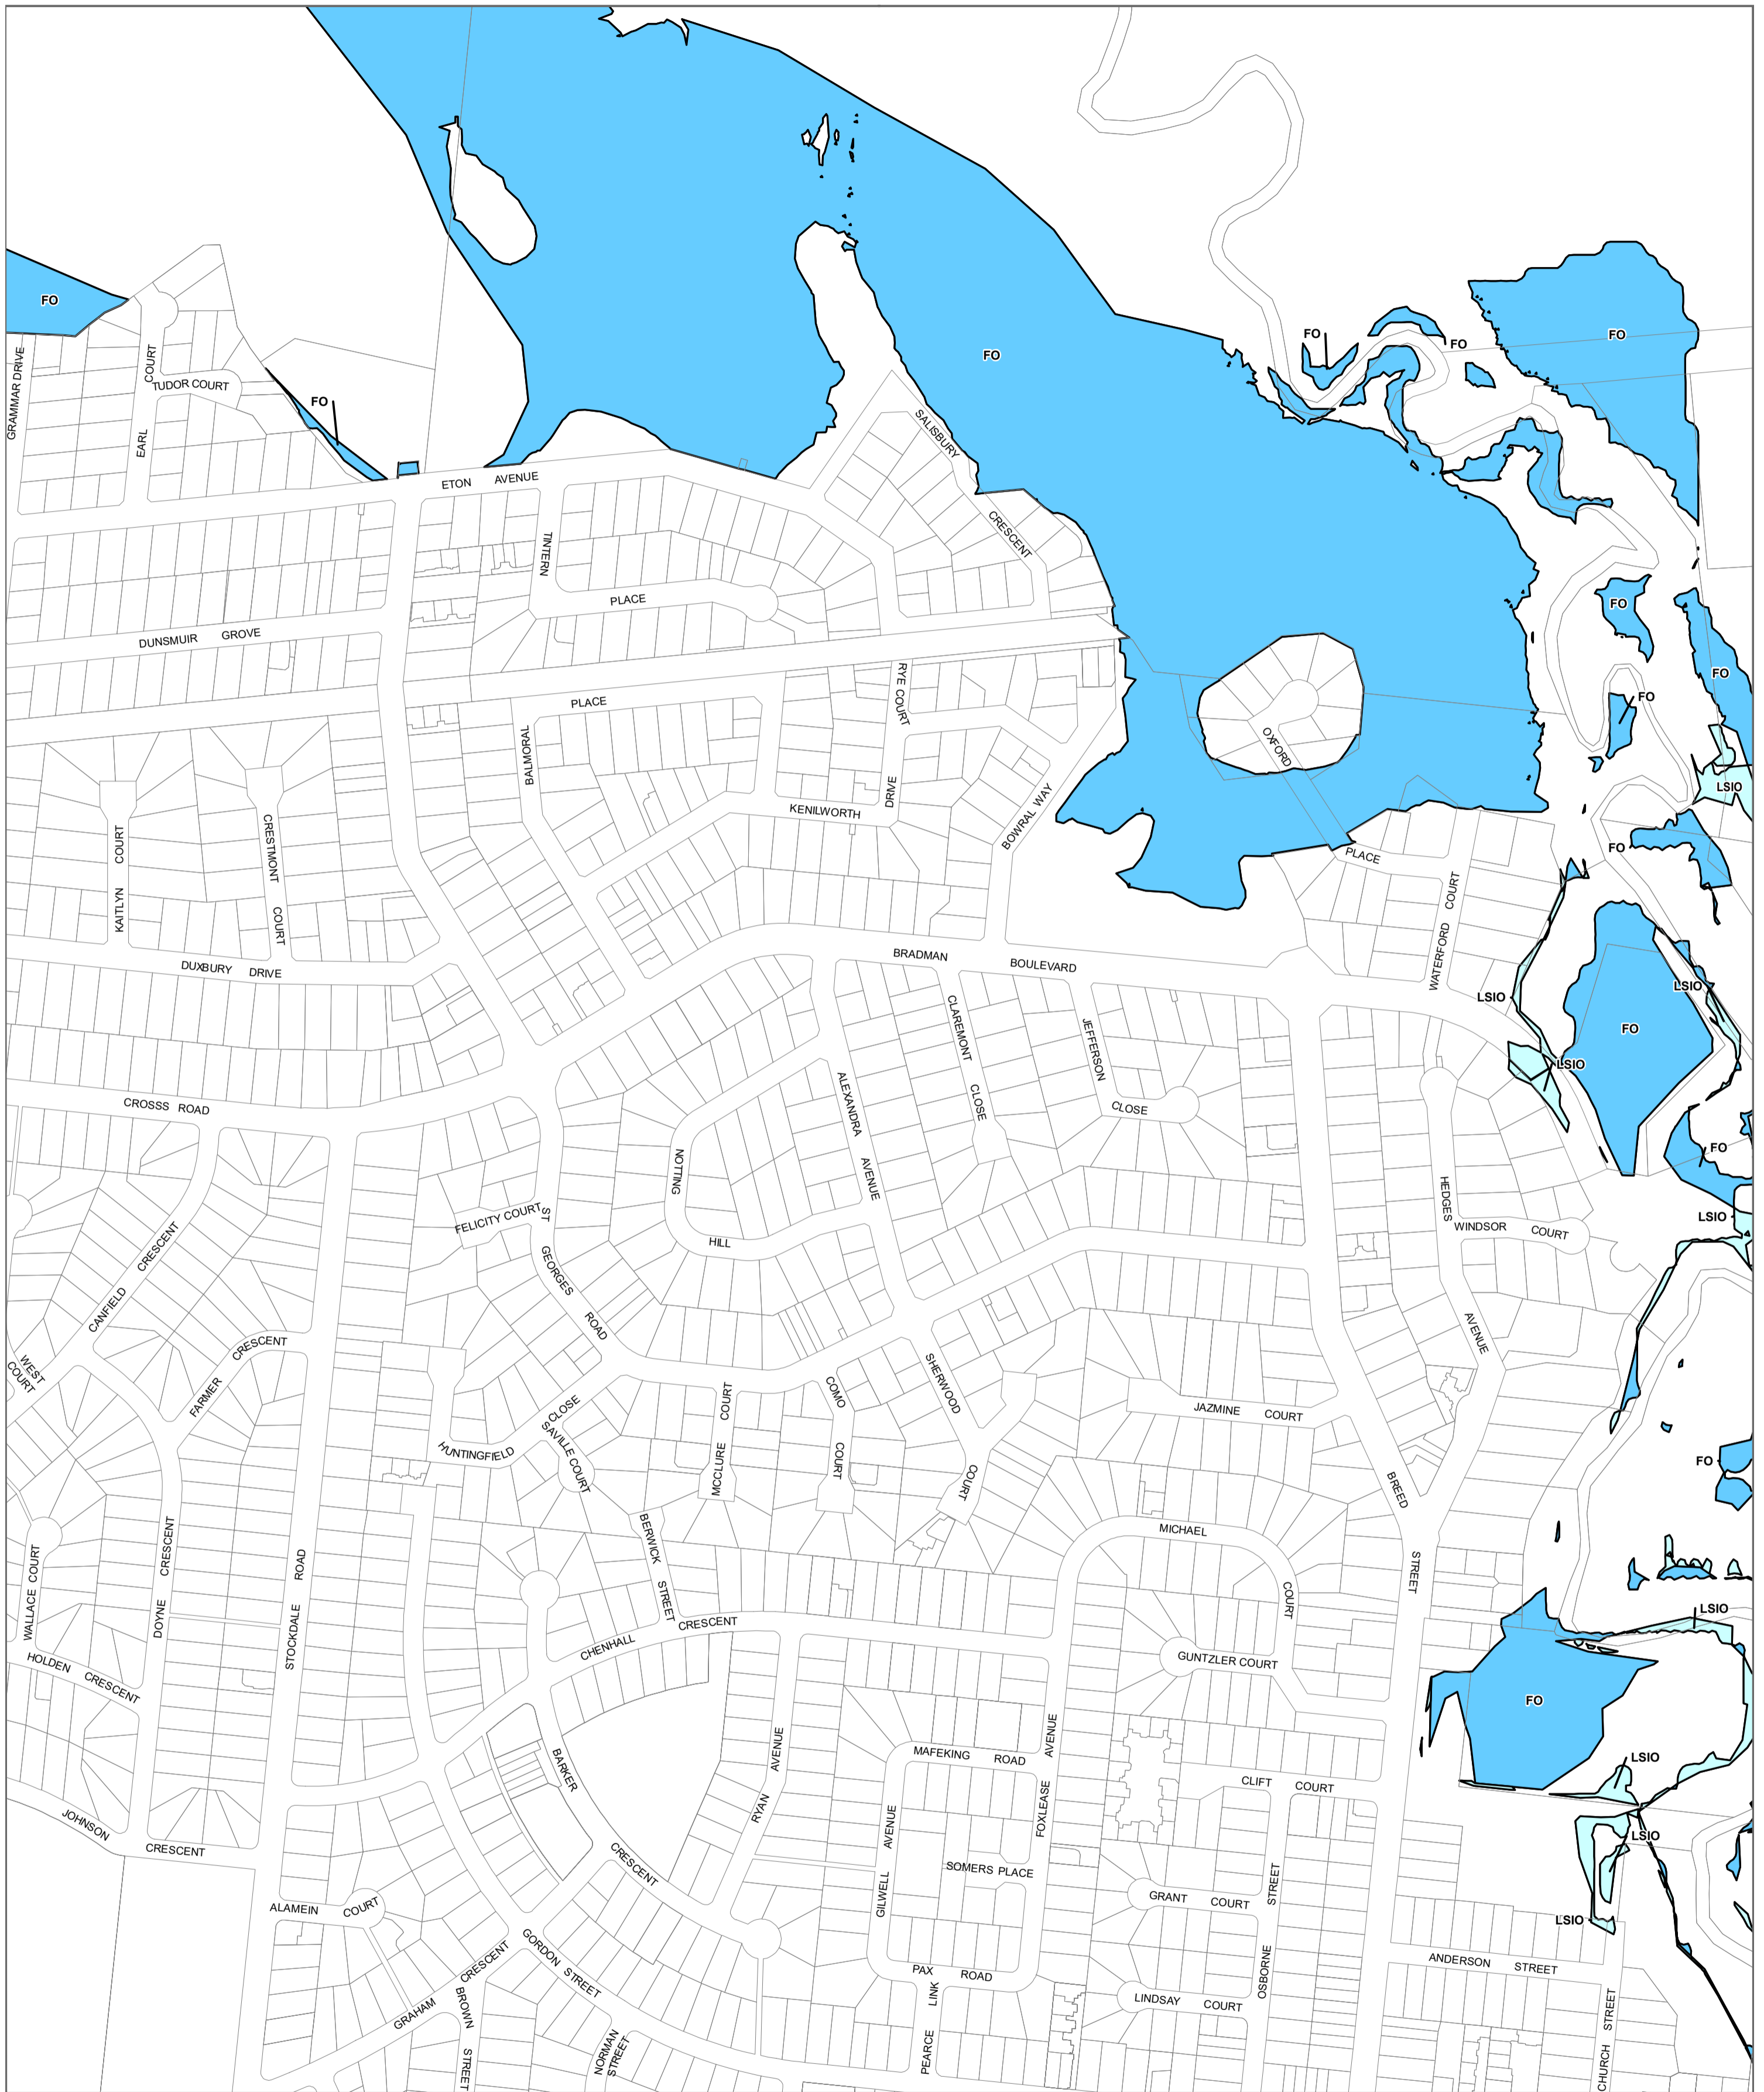 FO
FO
FO
FO
FO
GRAMMAR DRIVE
EARL COURT
TUDOR COURT
FO
SALISBURY CRESCENT
ETON AVENUE
TINTERN PLACE
FO
DUNSMUIR GROVE
RYE COURT
FO
FO
BALMORAL PLACE
OXFORD PLACE
LSIO
KENILWORTH DRIVE
BOWRAL WAY
FO
KAITLYN COURT
CRESTMONT COURT
WATERFORD COURT
DUXBURY DRIVE
BRADMAN BOULEVARD
LSIO
LSIO
FO
CLAREMONT CLOSE
JEFFERSON CLOSE
LSIO
ALEXANDRA AVENUE
CROSSS ROAD
FO
NOTTING HILL
FELICITY COURT
ST GEORGES ROAD
HEDGES AVENUE
WINDSOR COURT
LSIO
CANFIELD CRESCENT
FARMER CRESCENT
WEST COURT
COMO COURT
SHERWOOD COURT
JAZMINE COURT
HUNTINGFIELD CLOSE
SAVILLE COURT
MCCLURE COURT
FO
BREED STREET
MICHAEL COURT
BERWICK STREET
WALLACE COURT
DOYNE CRESCENT
STOCKDALE ROAD
CHENHALL CRESCENT
LSIO
GUNTZLER COURT
HOLDEN CRESCENT
FO
MAFEKING ROAD
FOXLEASE AVENUE
BARKER CRESCENT
RYAN AVENUE
CLIFT COURT
LSIO
JOHNSON CRESCENT
GILWELL AVENUE
LSIO
SOMERS PLACE
GRANT COURT
OSBORNE STREET
ALAMEIN COURT
LSIO
GORDON STREET
GRAHAM CRESCENT
ANDERSON STREET
PAX ROAD
BROWN STREET
LINDSAY COURT
PEARCE LINK
NORMAN STREET
CHURCH STREET